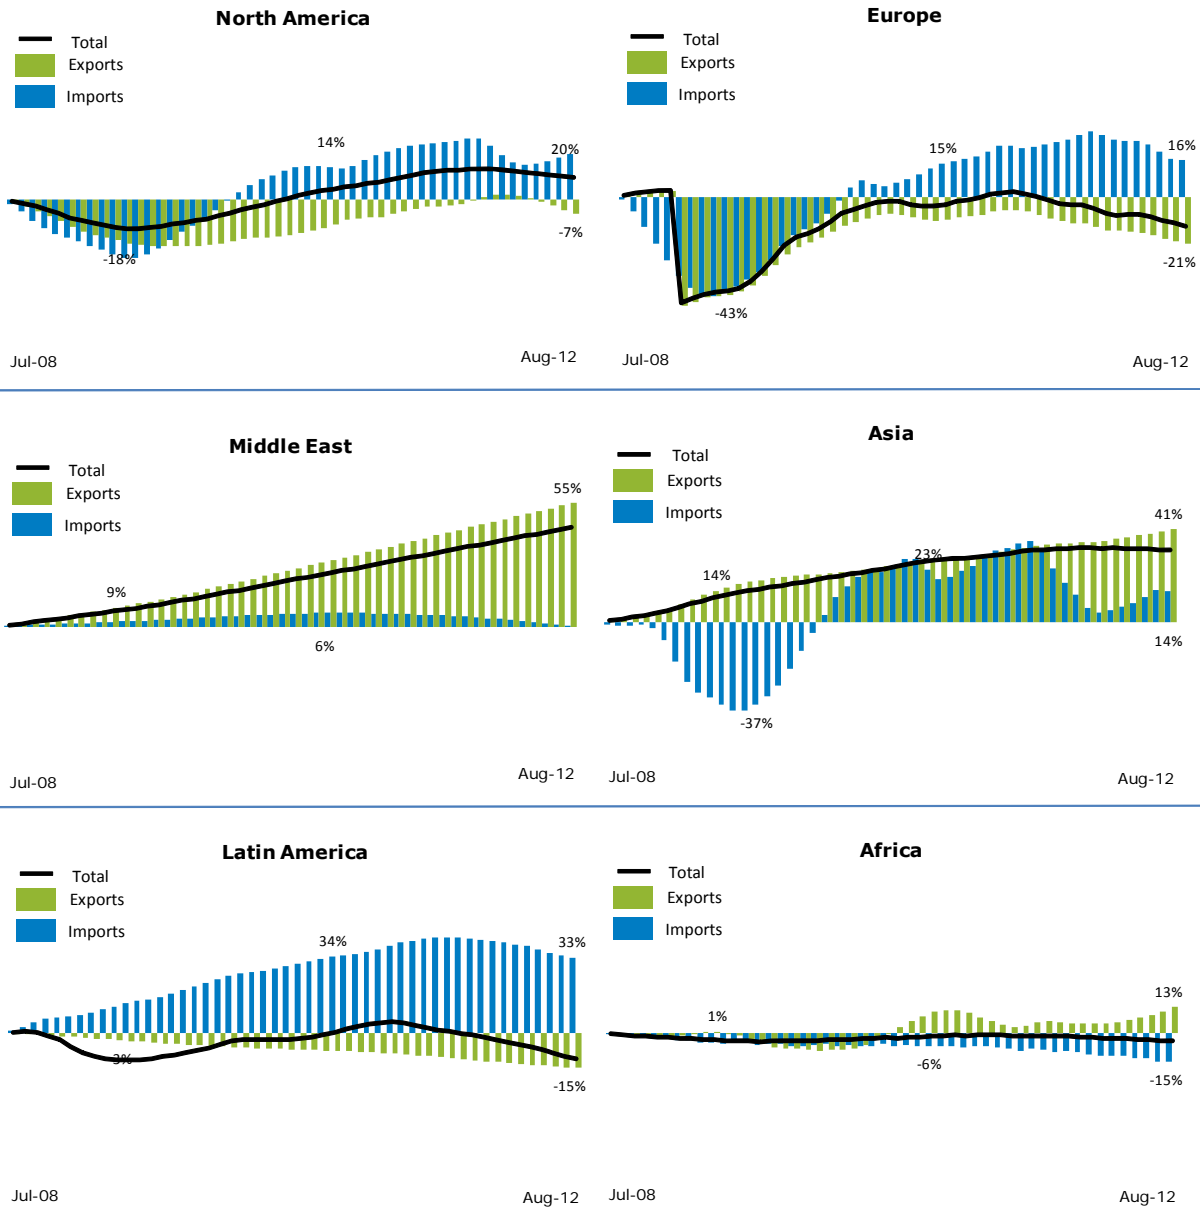 North America
Total
Exports
Imports
14%
20%
-18%
-7%
Jul-08
Aug-12
Europe
Total
Exports
Imports
15%
16%
-43%
-21%
Jul-08
Aug-12
Middle East
Total
Exports
Imports
55%
9%
6%
Jul-08
Aug-12
Asia
Total
Exports
Imports
41%
23%
14%
14%
-37%
Jul-08
Aug-12
Latin America
Total
Exports
Imports
34%
33%
-3%
-15%
Jul-08
Aug-12
Africa
Total
Exports
Imports
13%
1%
-6%
-15%
Jul-08
Aug-12